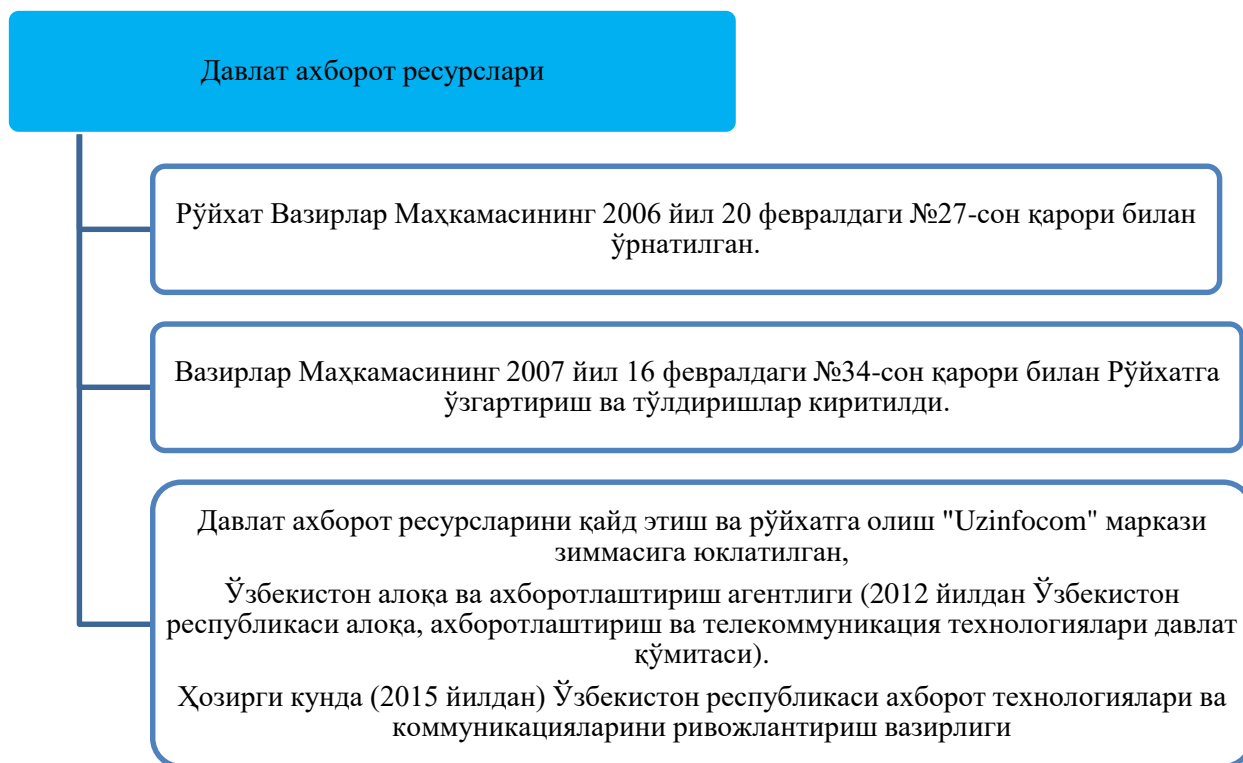 Давлат ахборот ресурслари
Рўйхат Вазирлар Маҳкамасининг 2006 йил 20 февралдаги №27-сон қарори билан
ўрнатилган.
Вазирлар Маҳкамасининг 2007 йил 16 февралдаги №34-сон қарори билан Рўйхатга
ўзгартириш ва тўлдиришлар киритилди.
Давлат ахборот ресурсларини қайд этиш ва рўйхатга олиш "Uzinfocom" маркази
зиммасига юклатилган,
Ўзбекистон алоқа ва ахборотлаштириш агентлиги (2012 йилдан Ўзбекистон
республикаси алоқа, ахборотлаштириш ва телекоммуникация технологиялари давлат
қўмитаси).
Ҳозирги кунда (2015 йилдан) Ўзбекистон республикаси ахборот технологиялари ва
коммуникацияларини ривожлантириш вазирлиги